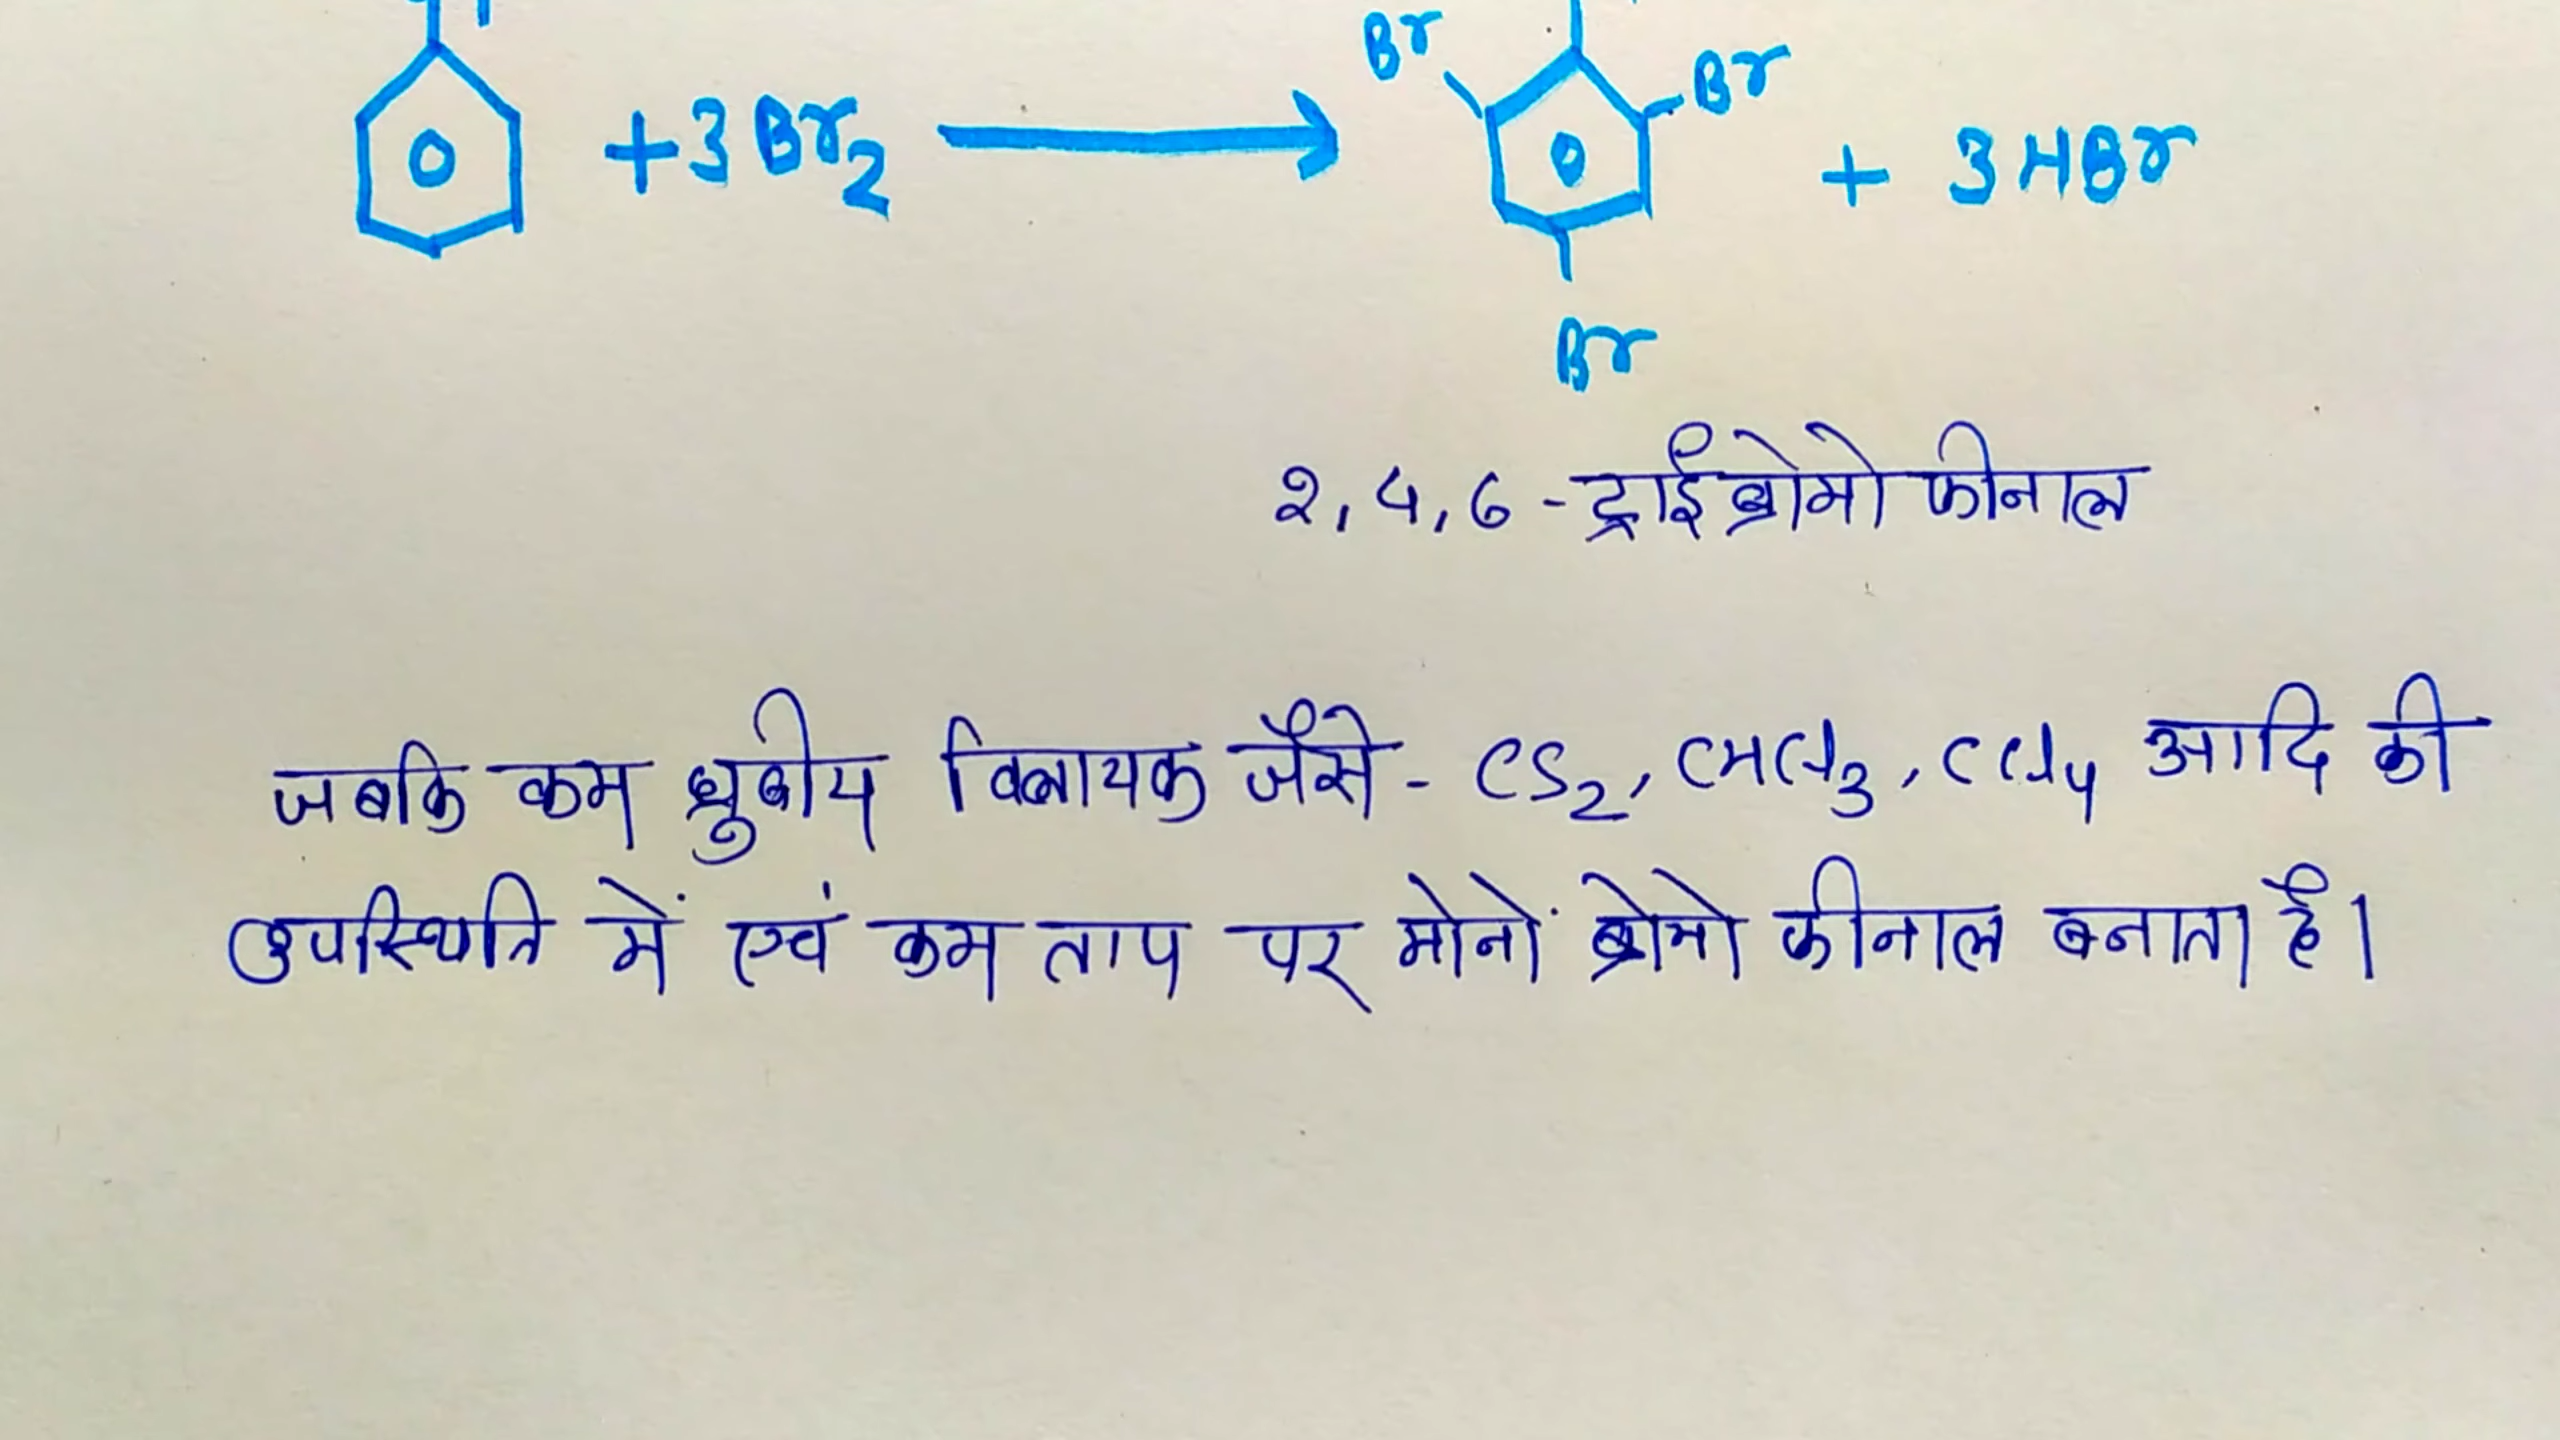 Br
+3Br2 → Br + 3HBr
Br
2,4,6 - ट्राईब्रोमो फीनाल
जबकि कम ध्रुवीय विलायक जैसे - CS2, CHCl3, CCl4 आदि की
उपस्थिति में एवं कम ताप पर मोनों ब्रोमो फीनाल बनाता है।